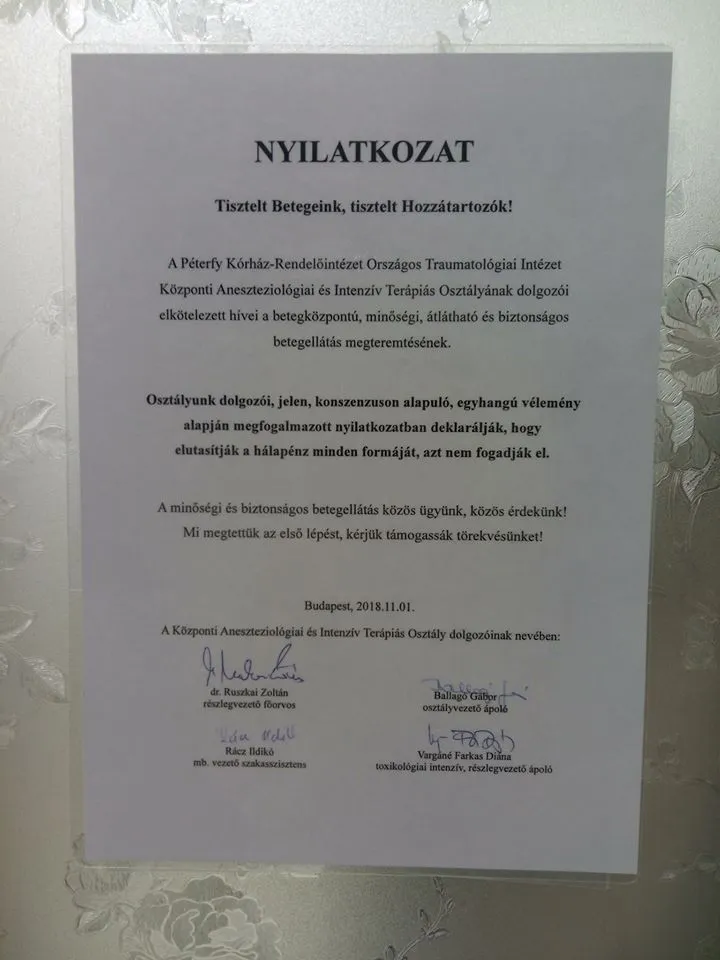 NYILATKOZAT
Tisztelt Betegeink, tisztelt Hozzátartozók!
A Péterfy Kórház-Rendelőintézet Országos Traumatológiai Intézet
Központi Aneszteziológiai és Intenzív Terápiás Osztályának dolgozói
elkötelezett hívei a betegközpontú, minőségi, átlátható és biztonságos
betegellátás megteremtésének.
Osztályunk dolgozói, jelen, konszenzuson alapuló, egyhangú vélemény
alapján megfogalmazott nyilatkozatban deklarálják, hogy
elutasítják a hálapénz minden formáját, azt nem fogadják el.
A minőségi és biztonságos betegellátás közös ügyünk, közös érdekünk!
Mi megtettük az első lépést, kérjük támogassák törekvésünket!
Budapest, 2018.11.01.
A Központi Aneszteziológiai és Intenzív Terápiás Osztály dolgozóinak nevében:
dr. Ruszkai Zoltán
részlegvezető főorvos
Ballagó Gábor
osztályvezető ápoló
Rácz Ildikó
mb. vezető szakasszisztens
Vargáné Farkas Diána
toxikológiai intenzív, részlegvezető ápoló